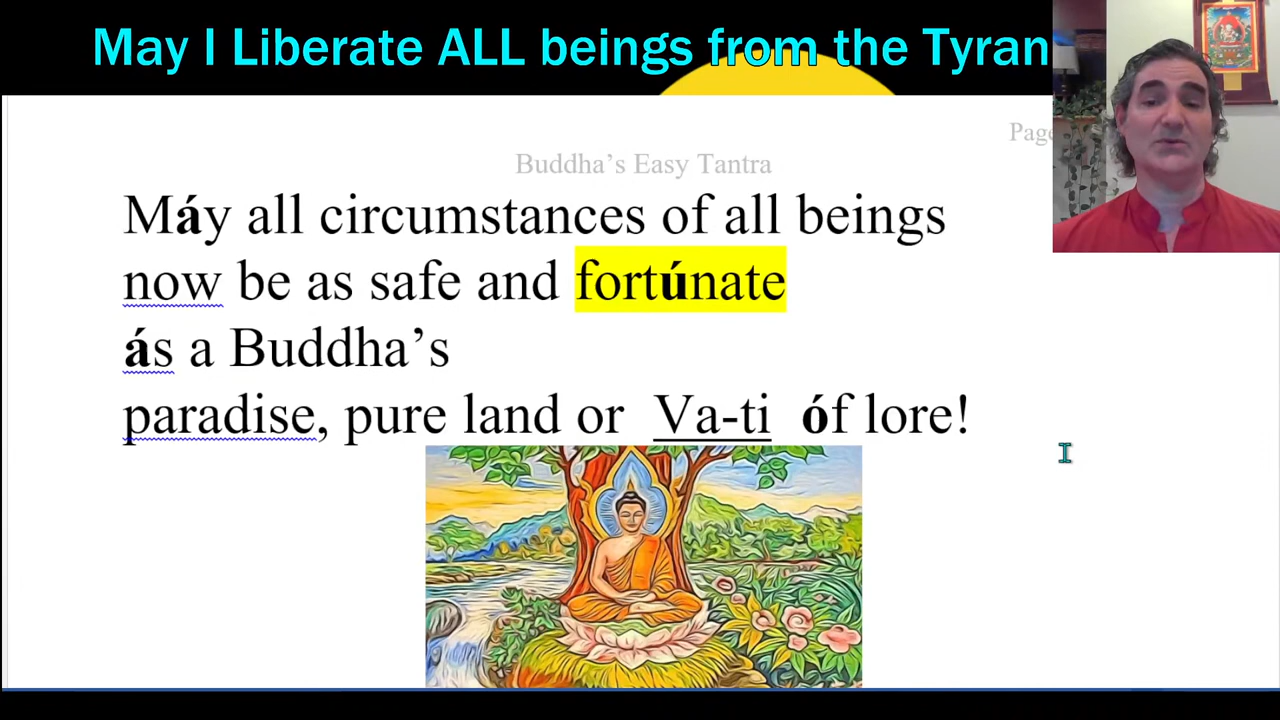 May I Liberate ALL beings from the Tyran
Page
Buddha’s Easy Tantra
Máy all circumstances of all beings
now be as safe and fortúnate
ás a Buddha’s
paradise, pure land or Va-ti óf lore!